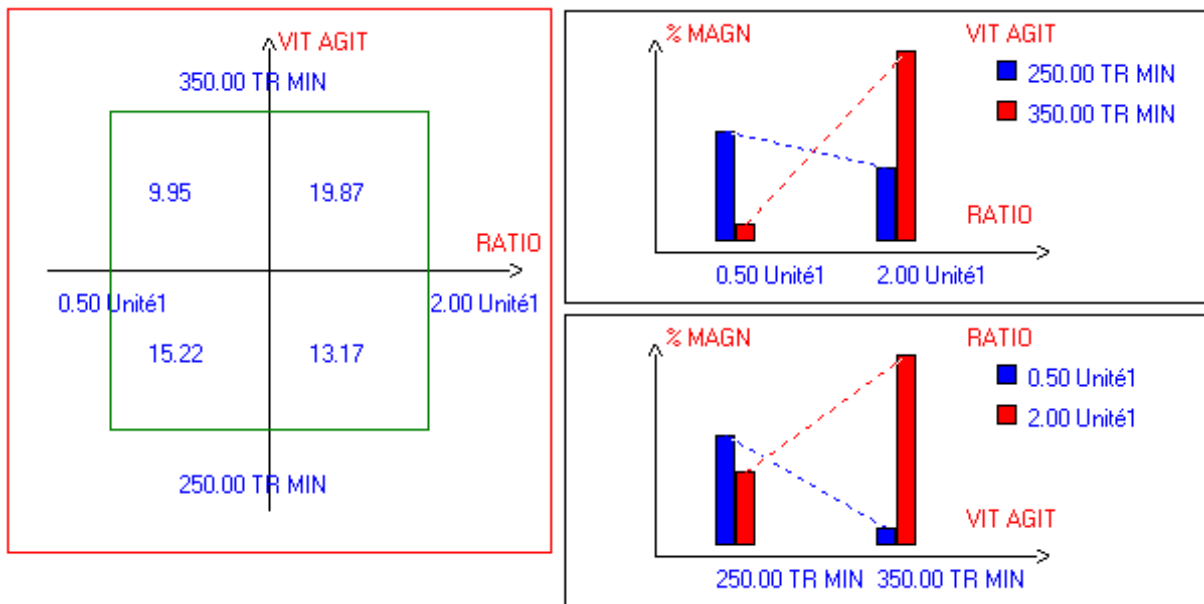 VIT AGIT
350.00 TR MIN
9.95 19.87
RATIO
0.50 Unité1 2.00 Unité1
15.22 13.17
250.00 TR MIN
% MAGN VIT AGIT
250.00 TR MIN
350.00 TR MIN
RATIO
0.50 Unité1 2.00 Unité1
% MAGN RATIO
0.50 Unité1
2.00 Unité1
VIT AGIT
250.00 TR MIN 350.00 TR MIN